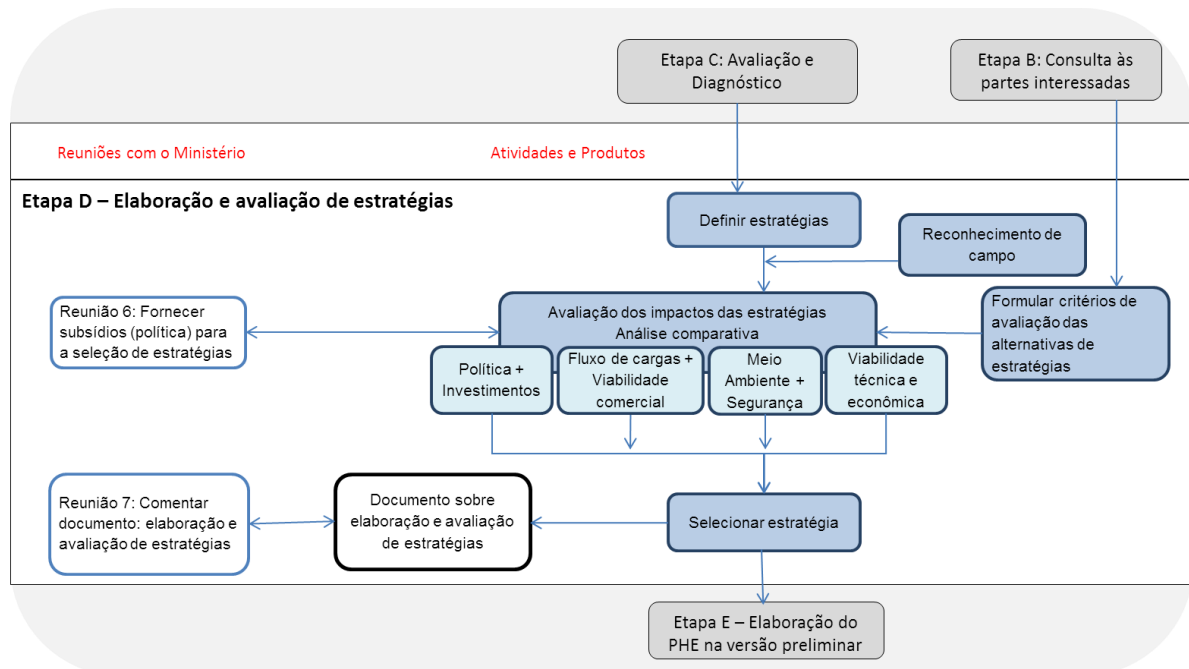 Etapa C: Avaliação e
Diagnóstico
Etapa B: Consulta às
partes interessadas
Reuniões com o Ministério
Atividades e Produtos
Etapa D – Elaboração e avaliação de estratégias
Definir estratégias
Reconhecimento de
campo
Reunião 6: Fornecer
subsídios (política) para
a seleção de estratégias
Avaliação dos impactos das estratégias
Análise comparativa
Formular critérios de
avaliação das
alternativas de
estratégias
Política +
Investimentos
Fluxo de cargas +
Viabilidade
comercial
Meio
Ambiente +
Segurança
Viabilidade
técnica e
econômica
Reunião 7: Comentar
documento: elaboração e
avaliação de estratégias
Documento sobre
elaboração e avaliação
de estratégias
Selecionar estratégia
Etapa E – Elaboração do
PHE na versão preliminar